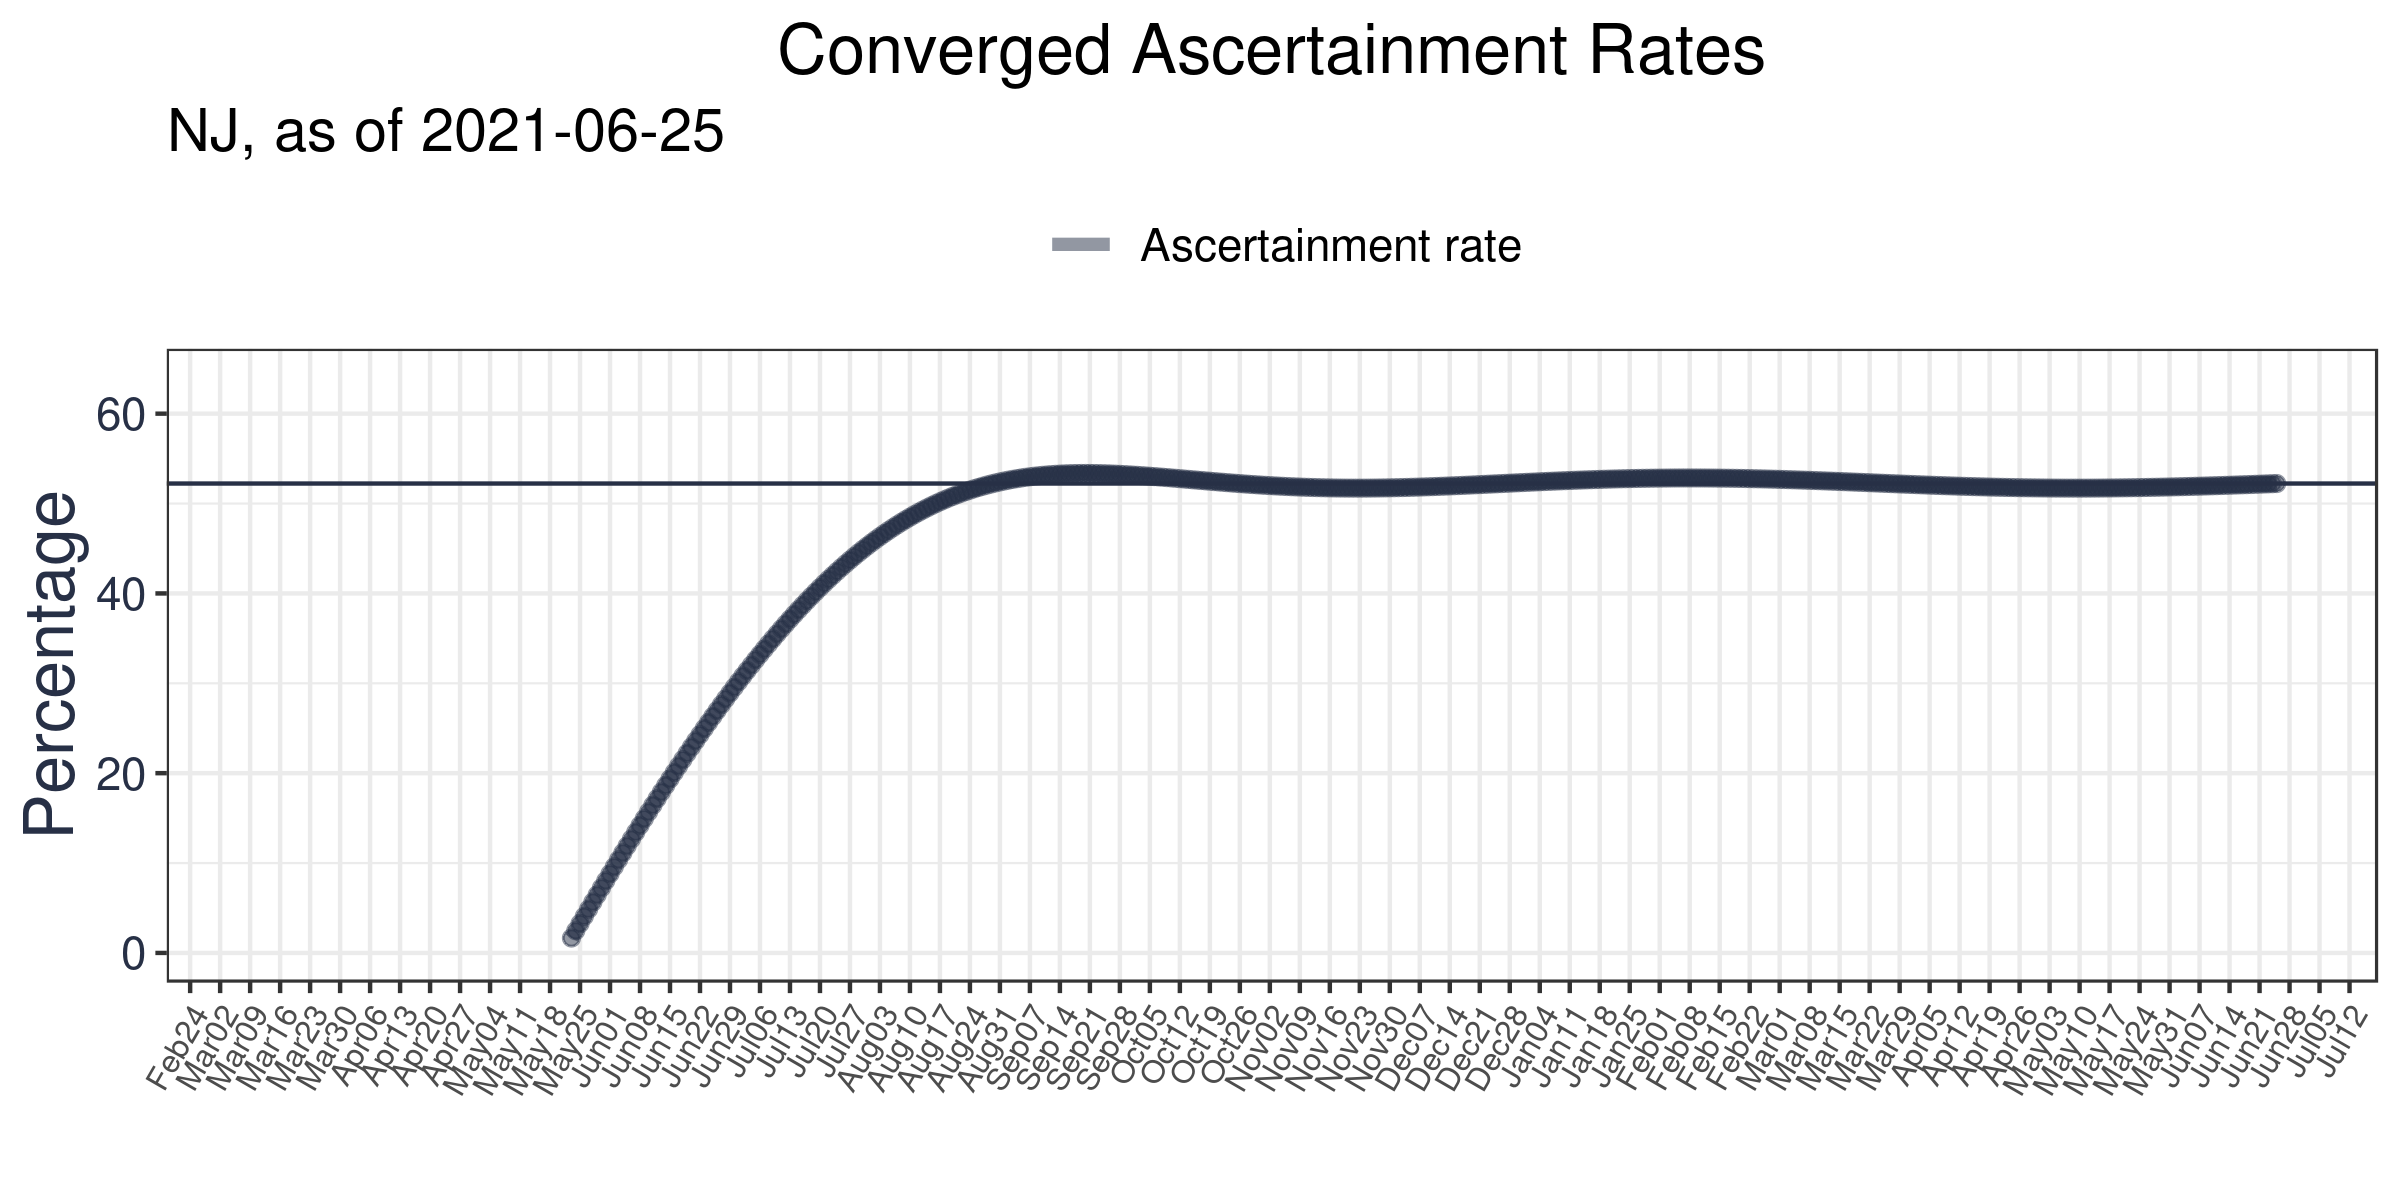 Converged Ascertainment Rates
NJ, as of 2021-06-25
Ascertainment rate
Percentage
60
40
20
0
Feb24
Mar02
Mar09
Mar16
Mar23
Mar30
Apr06
Apr13
Apr20
Apr27
May04
May11
May18
May25
Jun01
Jun08
Jun15
Jun22
Jun29
Jul06
Jul13
Jul20
Jul27
Aug03
Aug10
Aug17
Aug24
Aug31
Sep07
Sep14
Sep21
Sep28
Oct05
Oct12
Oct19
Oct26
Nov02
Nov09
Nov16
Nov23
Nov30
Dec07
Dec14
Dec21
Dec28
Jan04
Jan11
Jan18
Jan25
Feb01
Feb08
Feb15
Feb22
Mar01
Mar08
Mar15
Mar22
Mar29
Apr05
Apr12
Apr19
Apr26
May03
May10
May17
May24
May31
Jun07
Jun14
Jun21
Jun28
Jul05
Jul12